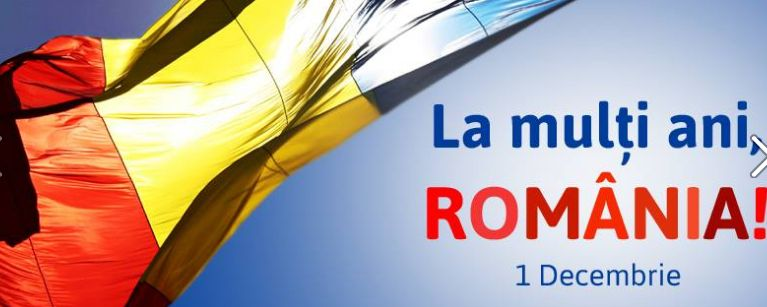 La mulți ani,
ROMÂNIA!
1 Decembrie